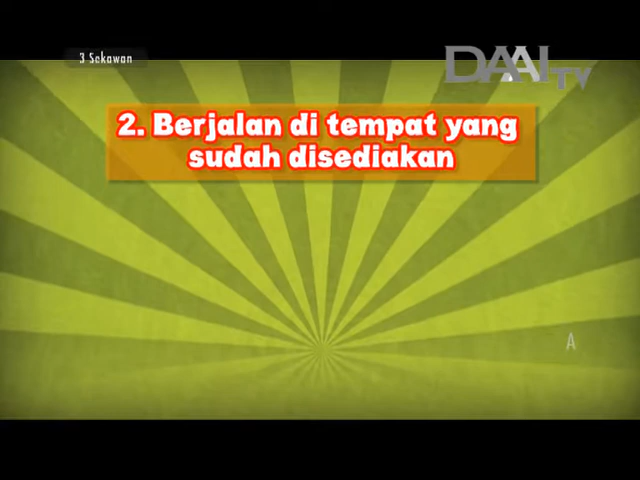 3 Sekawan
DAAI TV
2. Berjalan di tempat yang
sudah disediakan
A